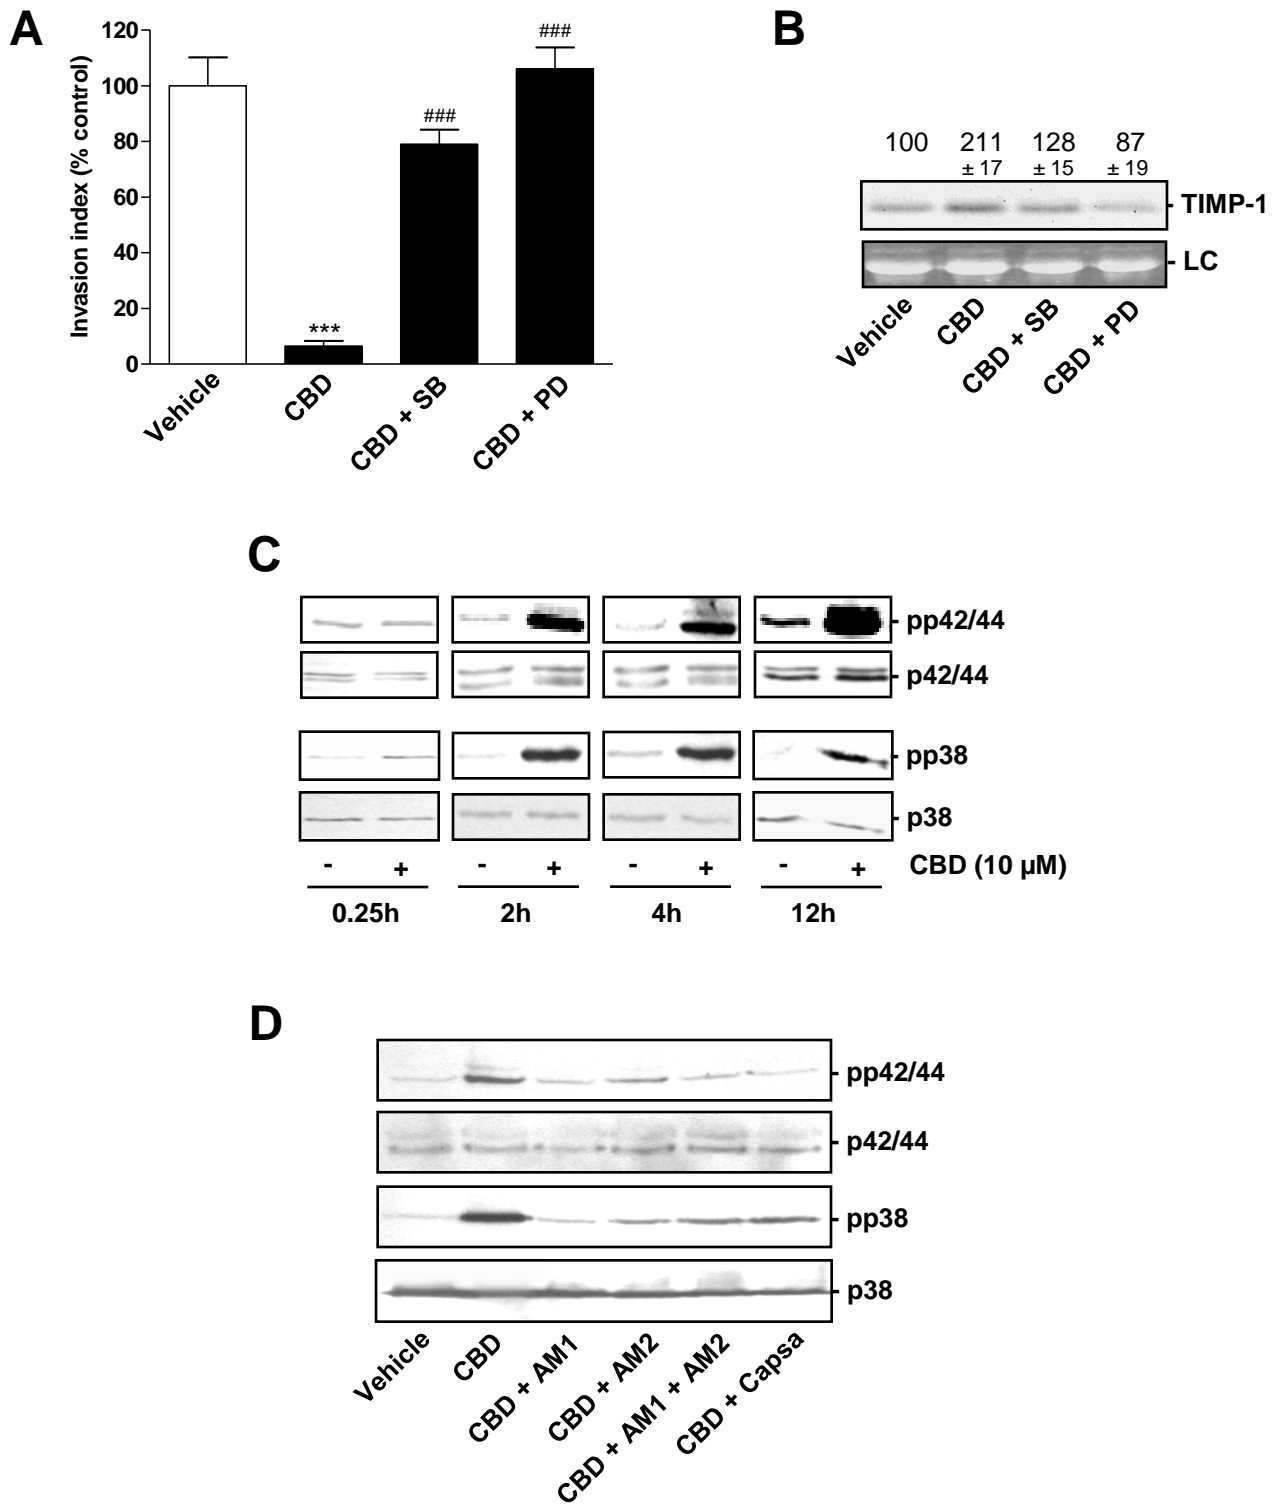 A
Invasion index (% control)
120
100
80
60
40
20
0
***
###
###
Vehicle
CBD
CBD + SB
CBD + PD
B
100 211 128 87
± 17 ± 15 ± 19
TIMP-1
LC
Vehicle
CBD
CBD + SB
CBD + PD
C
pp42/44
p42/44
pp38
p38
- + - + - + - + CBD (10 µM)
0.25h 2h 4h 12h
D
pp42/44
p42/44
pp38
p38
Vehicle
CBD
CBD + AM1
CBD + AM2
CBD + AM1 + AM2
CBD + Capsa